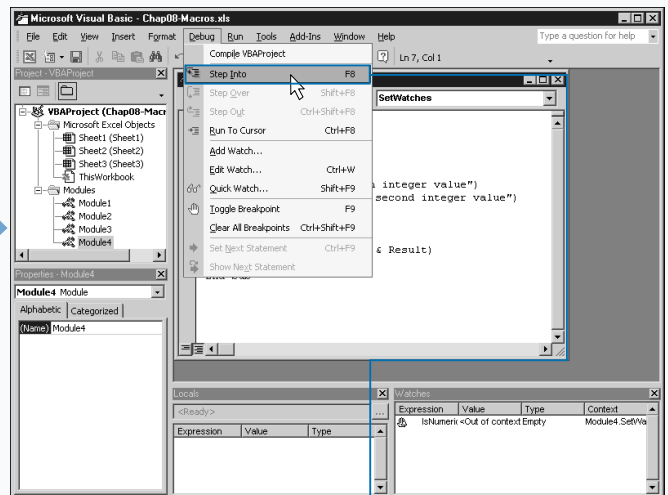 Microsoft Visual Basic - Chap08-Macros.xls
File Edit View Insert Format Debug Run Tools Add-Ins Window Help Type a question for help
Ln 7, Col 1
Project - VBAProject
VBAProject (Chap08-Macr
Microsoft Excel Objects
Sheet1 (Sheet1)
Sheet2 (Sheet2)
Sheet3 (Sheet3)
ThisWorkbook
Modules
Module1
Module2
Module3
Module4
Properties - Module4
Module4 Module
Alphabetic Categorized
(Name) Module4
Compile VBAProject
Step Into F8
Step Over Shift+F8
Step Out Ctrl+Shift+F8
Run To Cursor Ctrl+F8
Add Watch...
Edit Watch... Ctrl+W
Quick Watch... Shift+F9
Toggle Breakpoint F9
Clear All Breakpoints Ctrl+Shift+F9
Set Next Statement Ctrl+F9
Show Next Statement
SetWatches
integer value")
second integer value")
& Result)
End Sub
Locals
<Ready>
...
Expression Value Type
Watches
Expression Value Type Context
IsNumeric <Out of context Empty Module4.SetWa